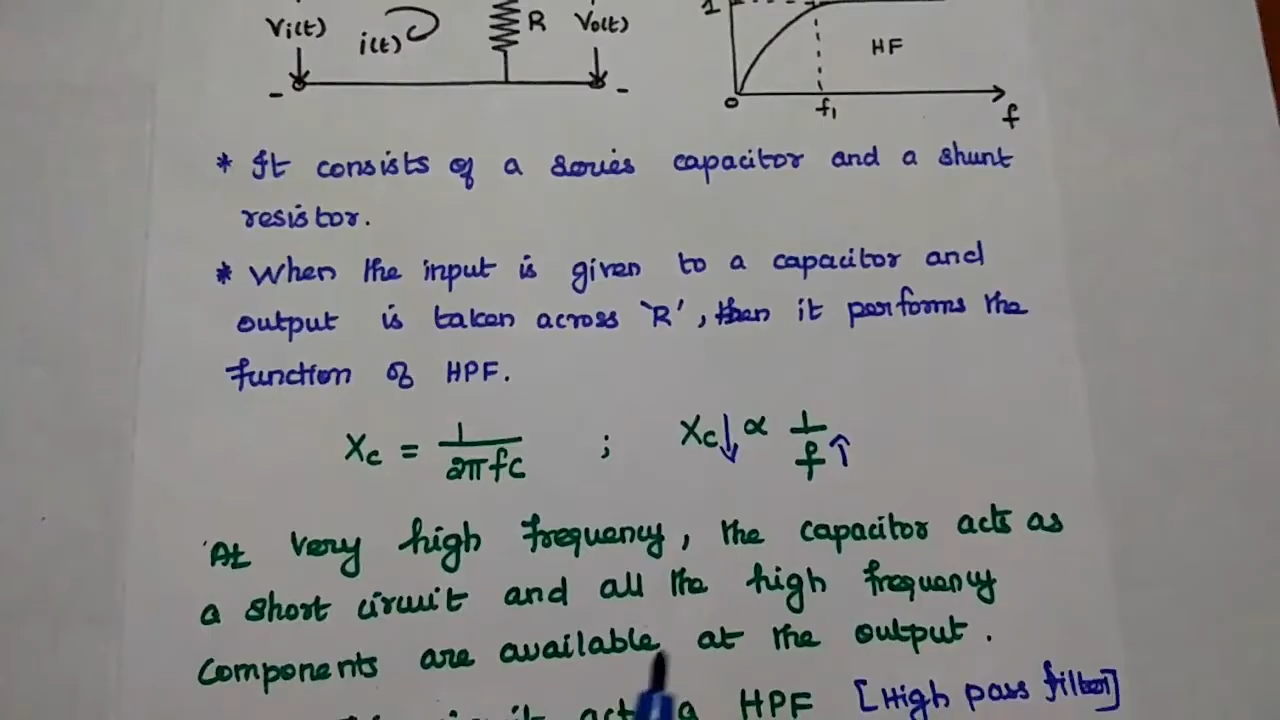 Vi(t)
i(t)
R
Vo(t)
1
HF
0
f1
f
-
-
* It consists of a series capacitor and a shunt
resistor.
* When the input is given to a capacitor and
output is taken across 'R', then it performs the
function of HPF.
Xc = 1/2πfC ; Xc↓ ∝ 1/f↑
At very high frequency, the capacitor acts as
a short circuit and all the high frequency
components are available at the output.
HPF [High pass filter]